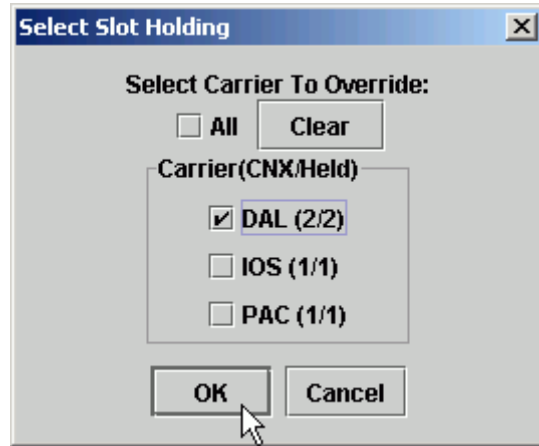 Select Slot Holding
Select Carrier To Override:
All Clear
Carrier(CNX/Held)
DAL (2/2)
IOS (1/1)
PAC (1/1)
OK Cancel